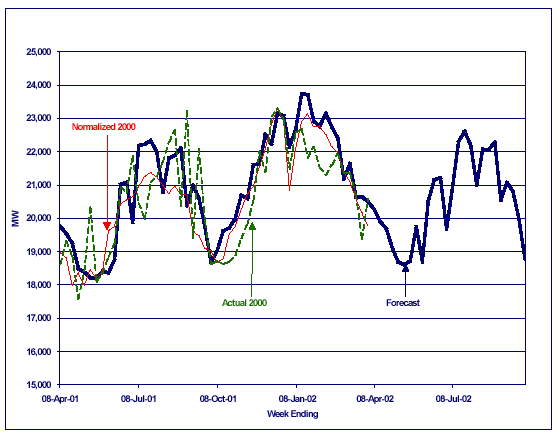 25,000
24,000
23,000
22,000
21,000
20,000
19,000
18,000
17,000
16,000
15,000
MW
Normalized 2000
Actual 2000
Forecast
08-Apr-01 08-Jul-01 08-Oct-01 08-Jan-02 08-Apr-02 08-Jul-02
Week Ending